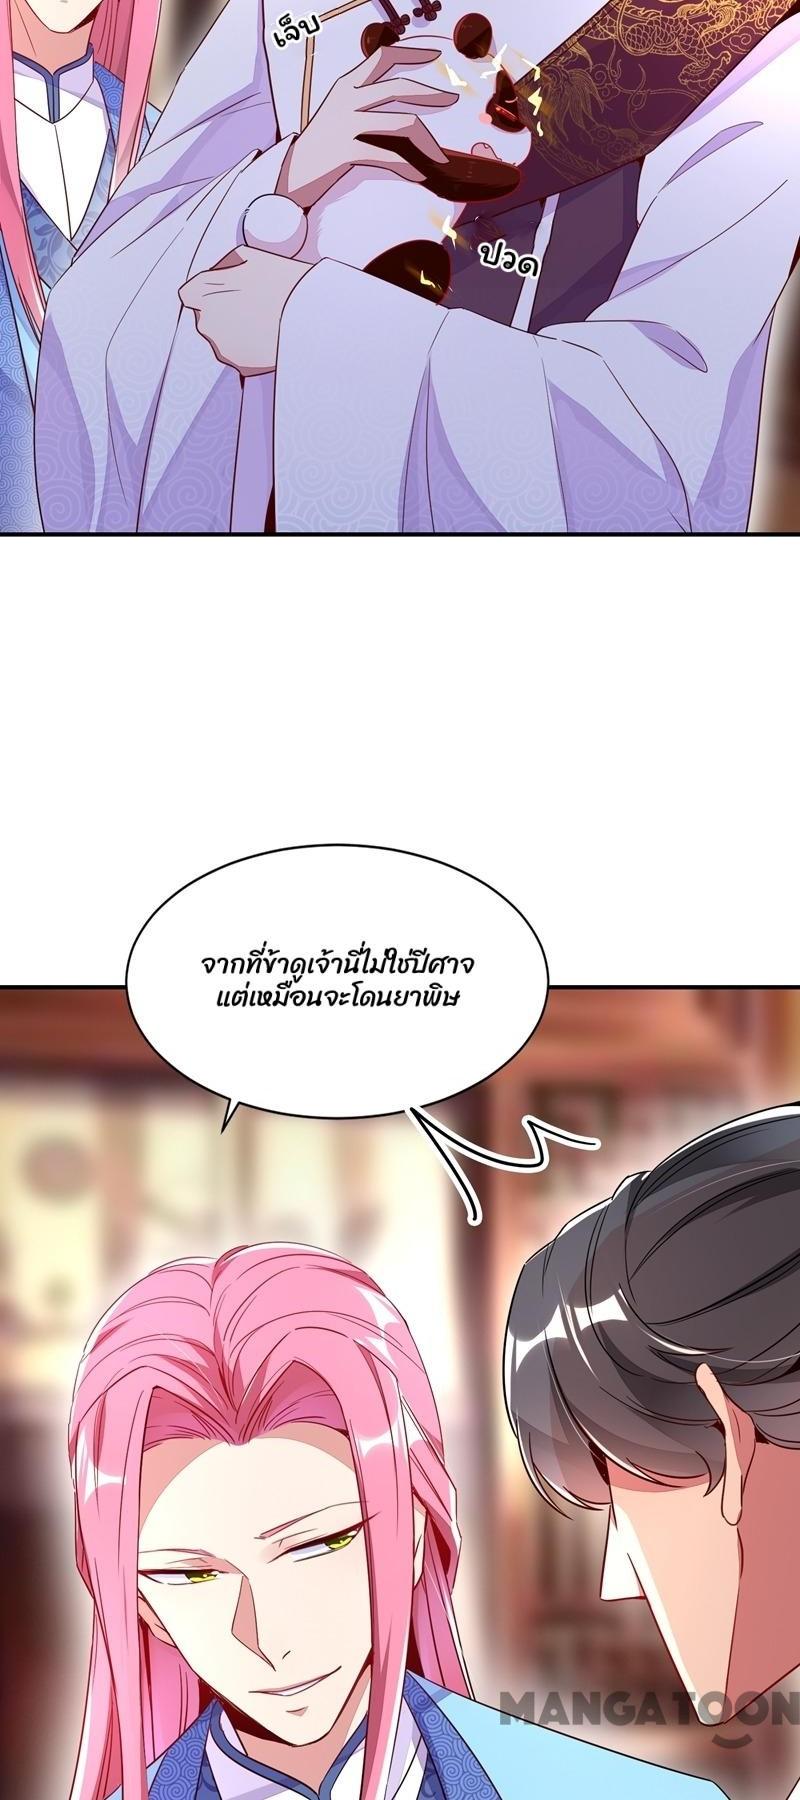 เจ็บ
ปวด
จากที่ข้าดูเจ้านี่ไม่ใช่ปีศาจ
แต่เหมือนจะโดนยาพิษ
MANGATOON